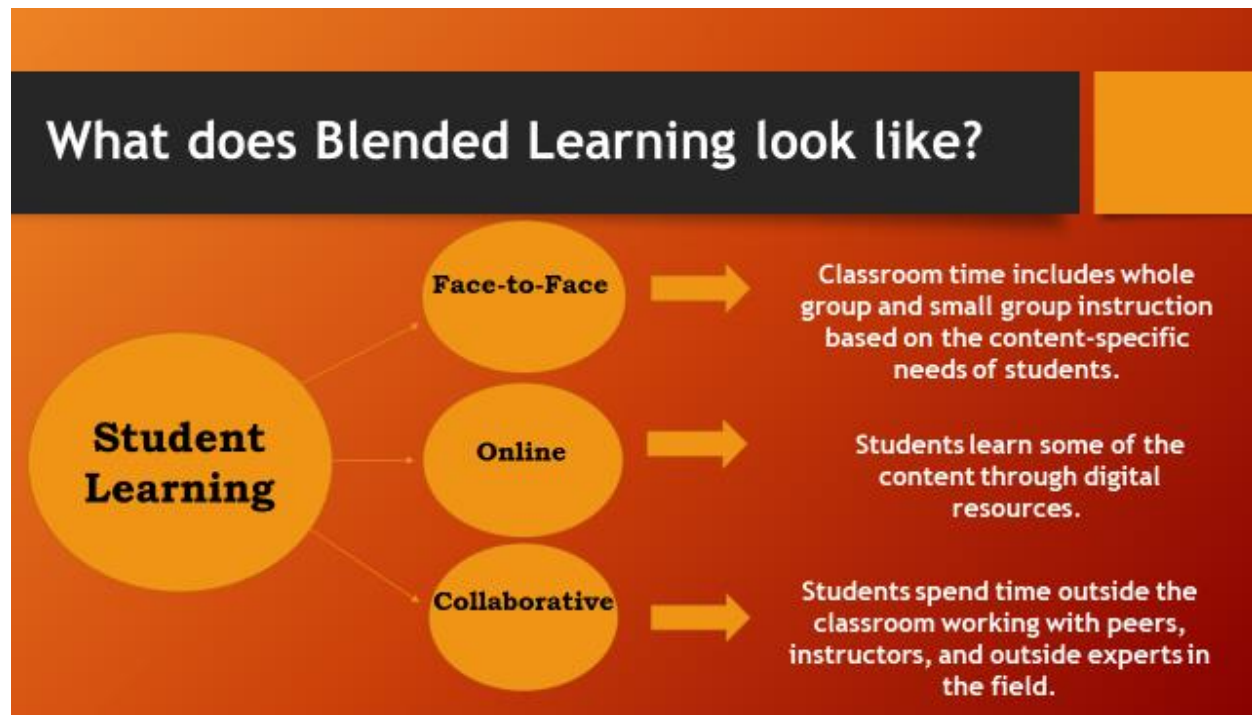 What does Blended Learning look like?
Student
Learning
Face-to-Face
Classroom time includes whole
group and small group instruction
based on the content-specific
needs of students.
Online
Students learn some of the
content through digital
resources.
Collaborative
Students spend time outside the
classroom working with peers,
instructors, and outside experts in
the field.